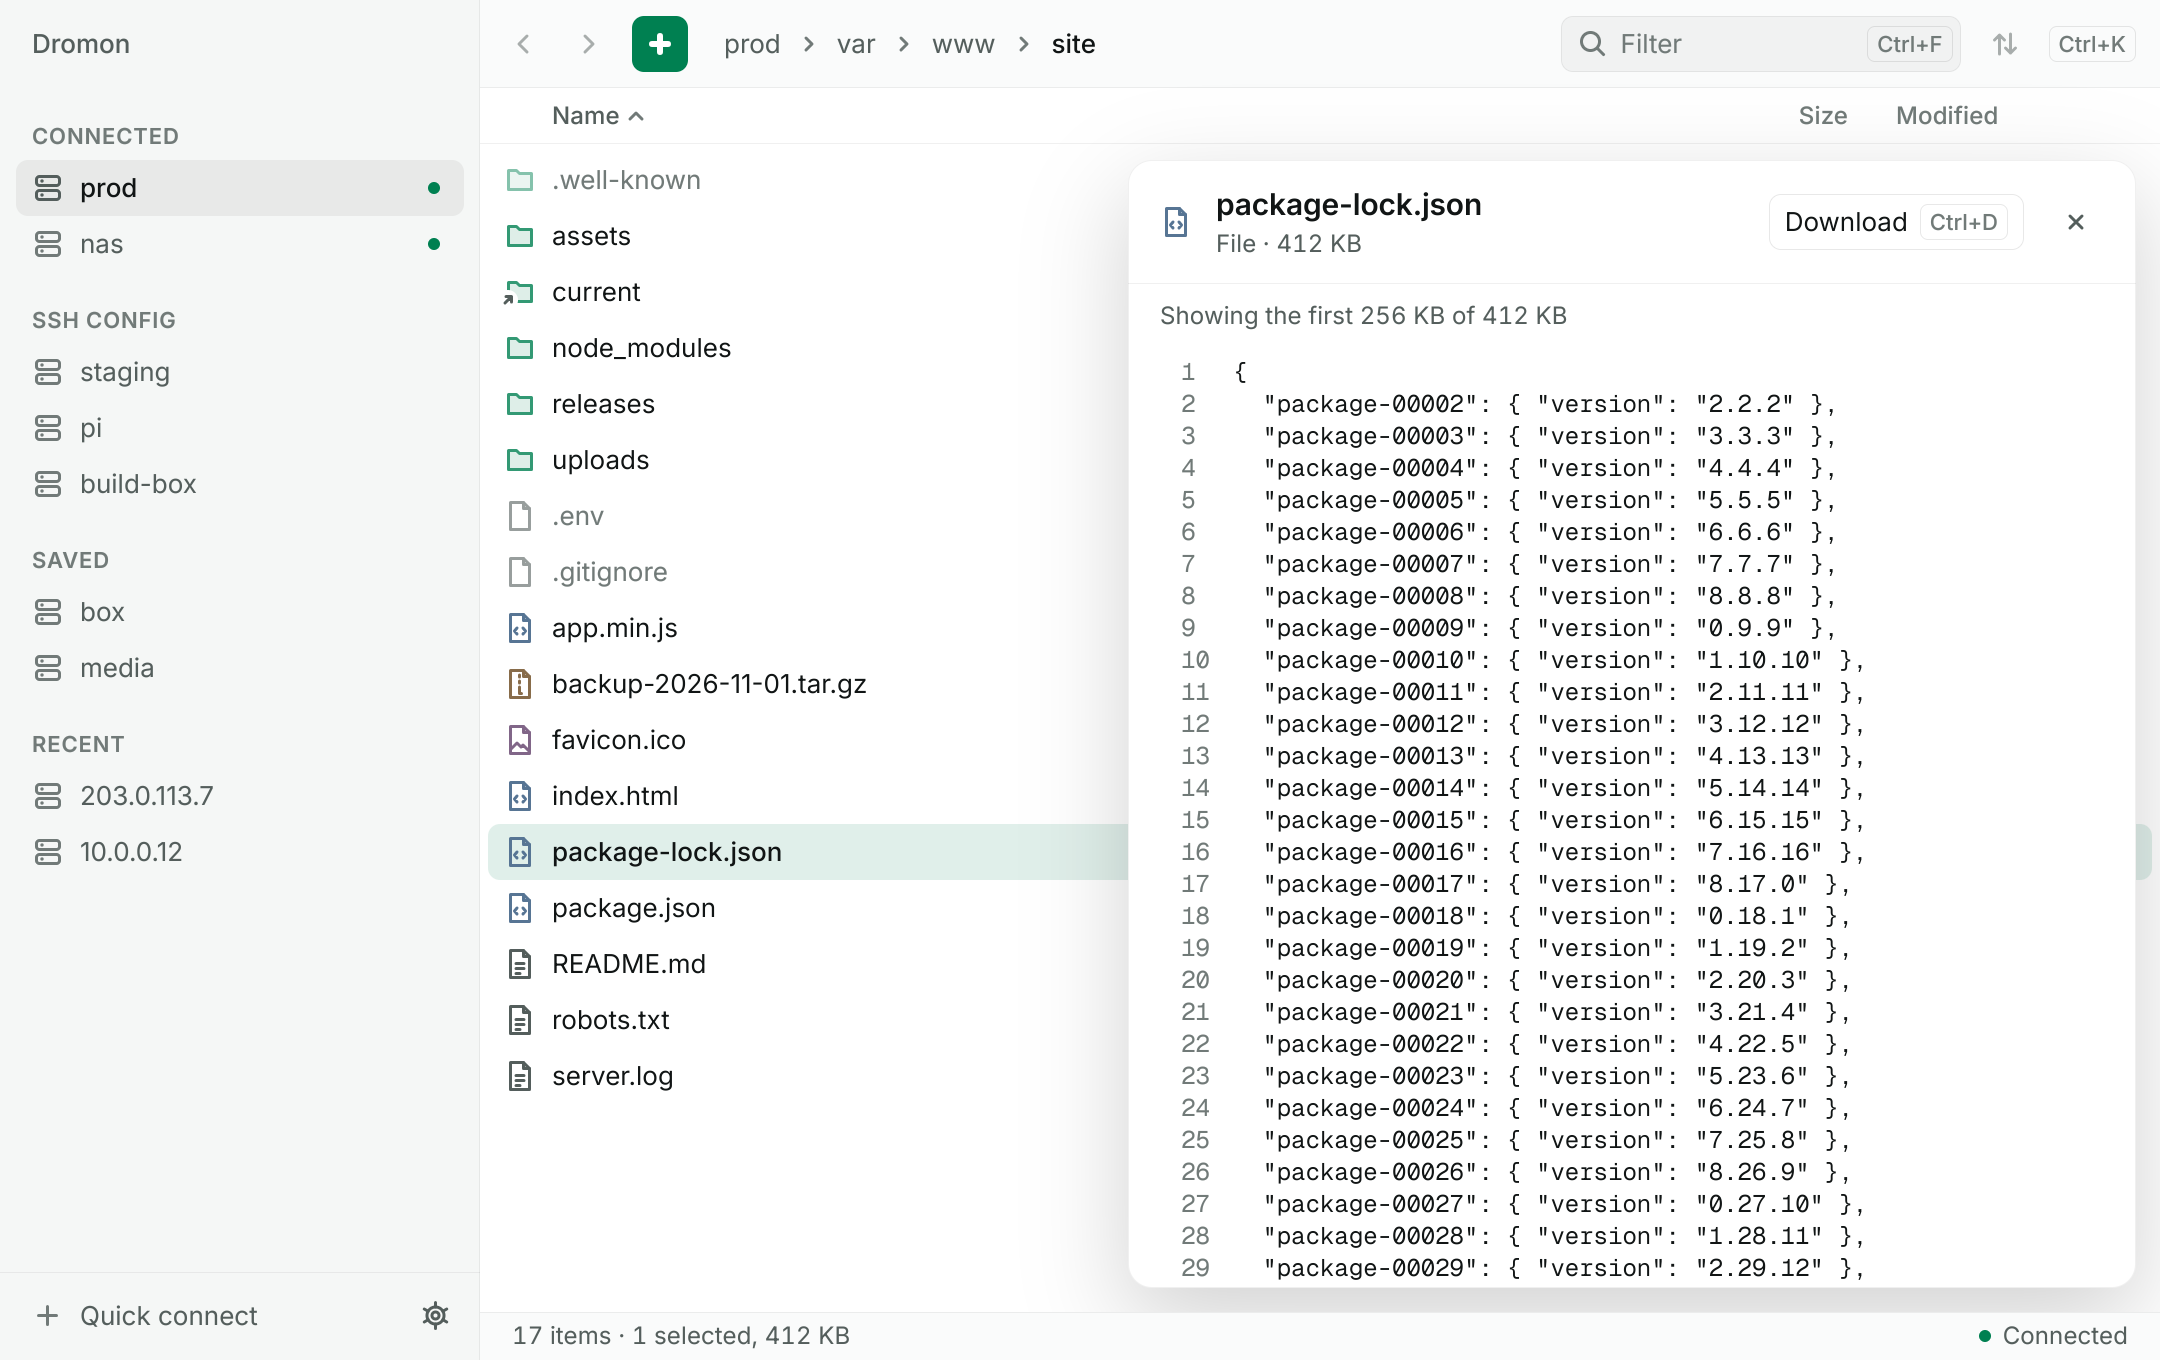 Dromon
CONNECTED
prod
nas
SSH CONFIG
staging
pi
build-box
SAVED
box
media
RECENT
203.0.113.7
10.0.0.12
Quick connect
prod var www site
Filter Ctrl+F Ctrl+K
Name Size Modified
.well-known
assets
current
node_modules
releases
uploads
.env
.gitignore
app.min.js
backup-2026-11-01.tar.gz
favicon.ico
index.html
package-lock.json
package.json
README.md
robots.txt
server.log
package-lock.json
File · 412 KB
Download Ctrl+D
Showing the first 256 KB of 412 KB
1 {
2 "package-00002": { "version": "2.2.2" },
3 "package-00003": { "version": "3.3.3" },
4 "package-00004": { "version": "4.4.4" },
5 "package-00005": { "version": "5.5.5" },
6 "package-00006": { "version": "6.6.6" },
7 "package-00007": { "version": "7.7.7" },
8 "package-00008": { "version": "8.8.8" },
9 "package-00009": { "version": "0.9.9" },
10 "package-00010": { "version": "1.10.10" },
11 "package-00011": { "version": "2.11.11" },
12 "package-00012": { "version": "3.12.12" },
13 "package-00013": { "version": "4.13.13" },
14 "package-00014": { "version": "5.14.14" },
15 "package-00015": { "version": "6.15.15" },
16 "package-00016": { "version": "7.16.16" },
17 "package-00017": { "version": "8.17.0" },
18 "package-00018": { "version": "0.18.1" },
19 "package-00019": { "version": "1.19.2" },
20 "package-00020": { "version": "2.20.3" },
21 "package-00021": { "version": "3.21.4" },
22 "package-00022": { "version": "4.22.5" },
23 "package-00023": { "version": "5.23.6" },
24 "package-00024": { "version": "6.24.7" },
25 "package-00025": { "version": "7.25.8" },
26 "package-00026": { "version": "8.26.9" },
27 "package-00027": { "version": "0.27.10" },
28 "package-00028": { "version": "1.28.11" },
29 "package-00029": { "version": "2.29.12" },
17 items · 1 selected, 412 KB
Connected